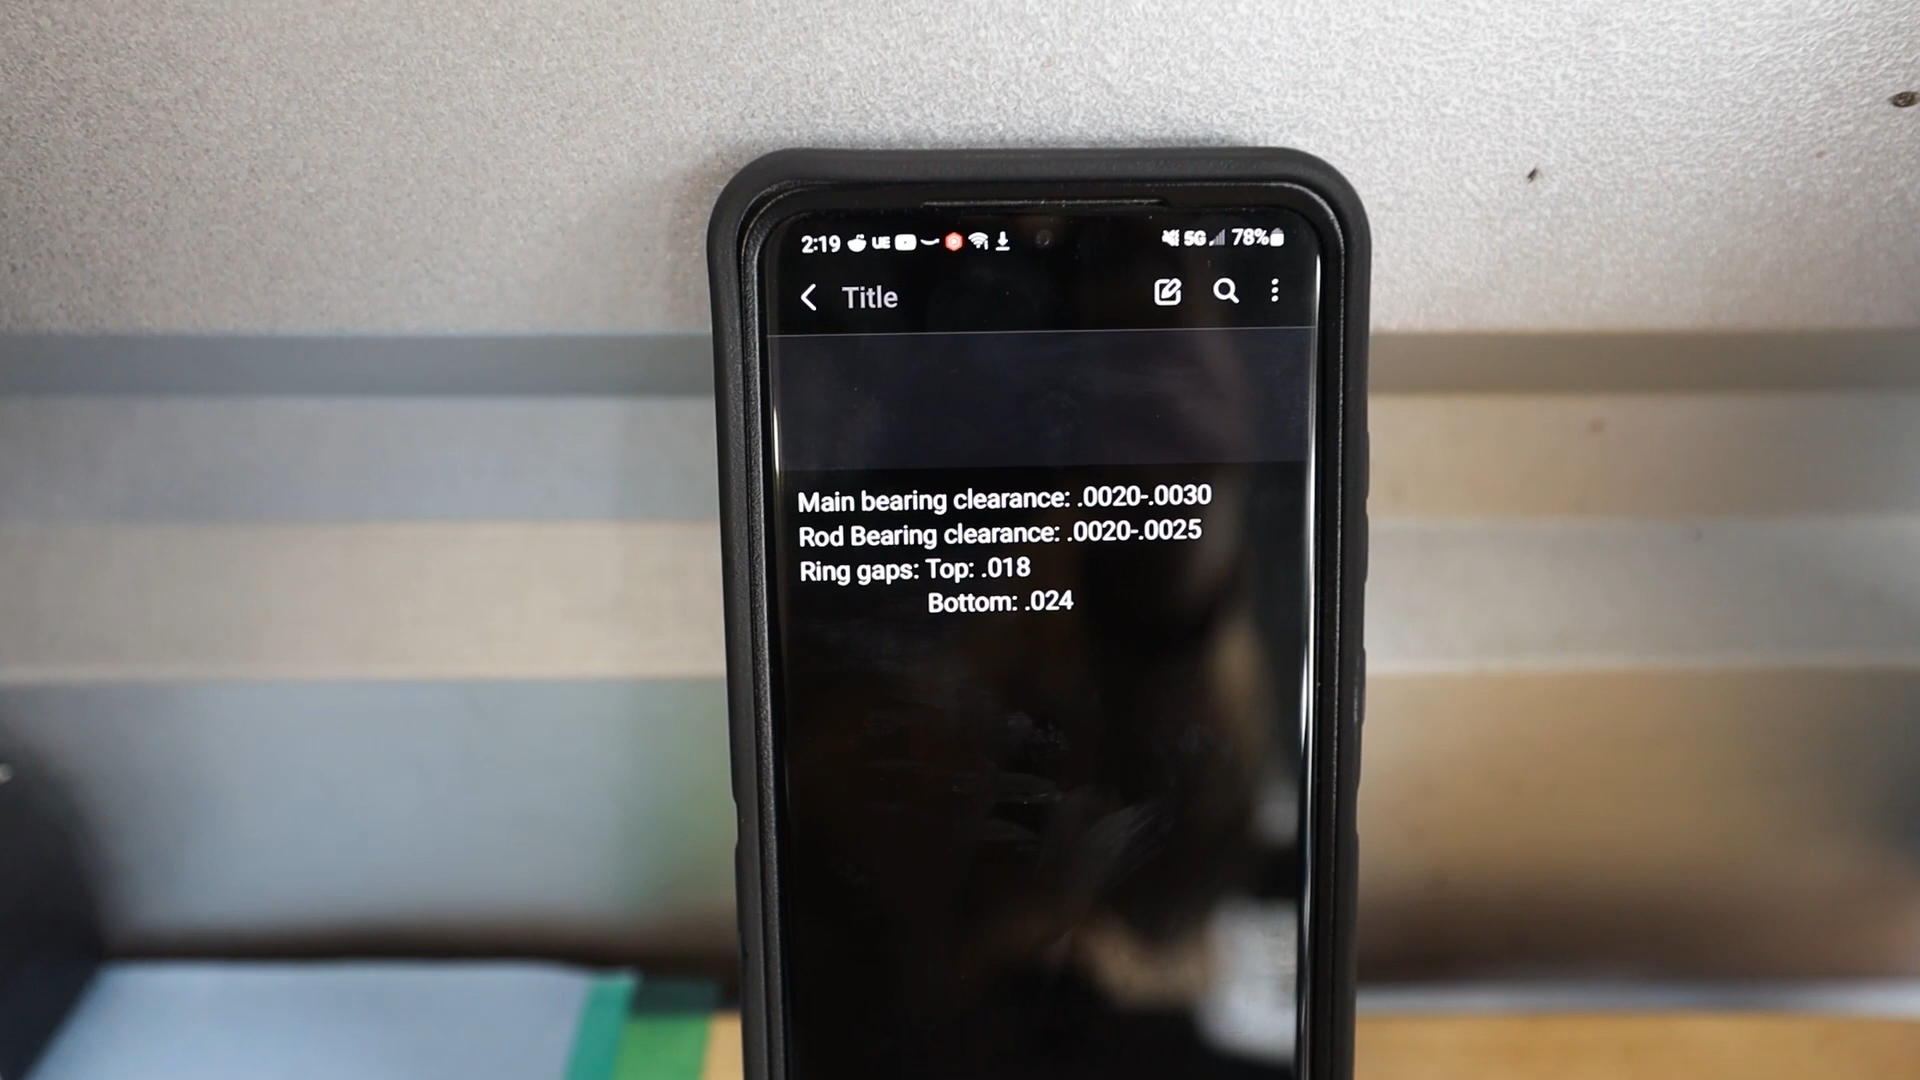 2:19 UE 5G 78%
Title
Main bearing clearance: .0020-.0030
Rod Bearing clearance: .0020-.0025
Ring gaps: Top: .018
Bottom: .024